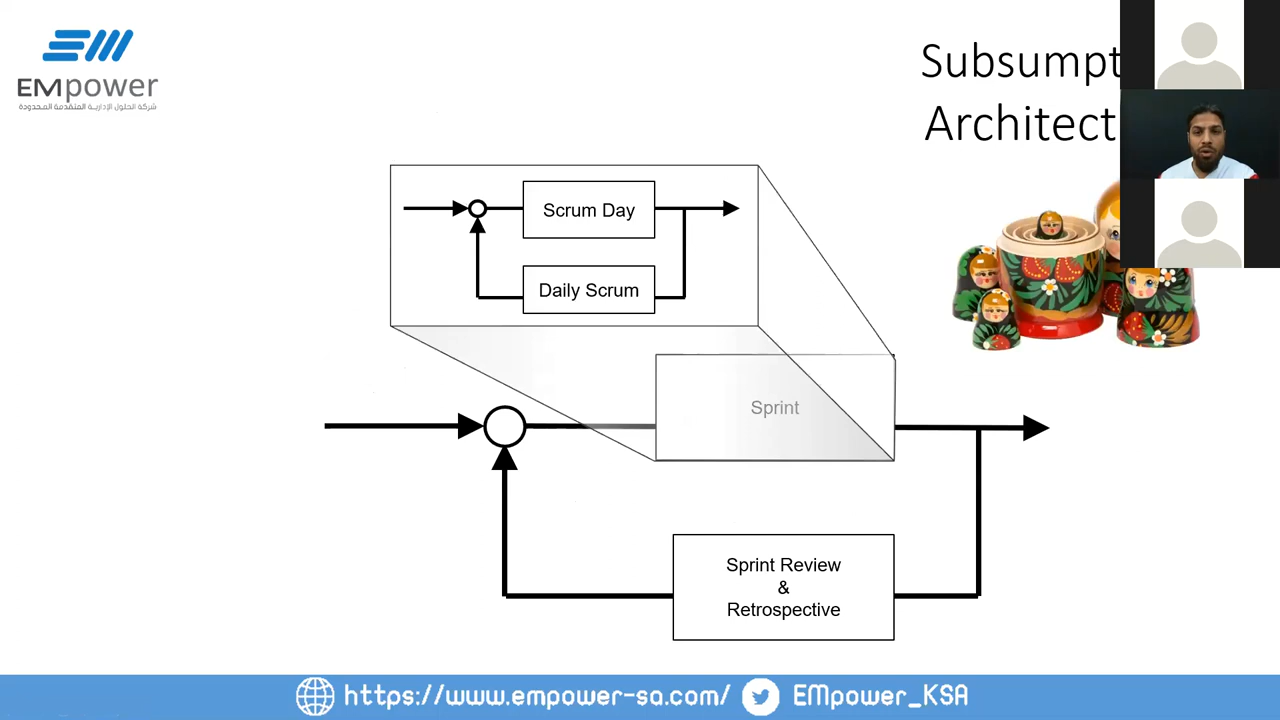 EMpower
شركة الحلول الإدارية المتقدمة المحدودة
Subsumpt
Architect
Scrum Day
Daily Scrum
Sprint
Sprint Review
&
Retrospective
https://www.empower-sa.com/
EMpower_KSA